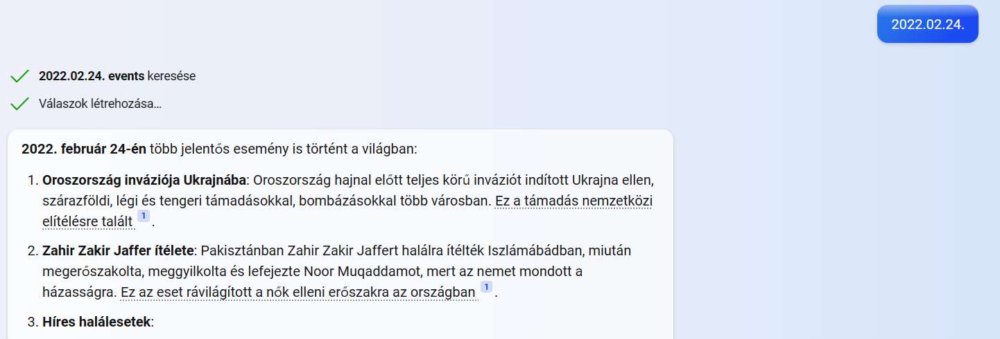 2022.02.24.
2022.02.24. events keresése
Válaszok létrehozása...
2022. február 24-én több jelentős esemény is történt a világban:
1. Oroszország inváziója Ukrajnába: Oroszország hajnal előtt teljes körű inváziót indított Ukrajna ellen,
szárazföldi, légi és tengeri támadásokkal, bombázásokkal több városban. Ez a támadás nemzetközi
elítélésre talált 1.
2. Zahir Zakir Jaffer ítélete: Pakisztánban Zahir Zakir Jaffert halálra ítélték Iszlámábádban, miután
megerőszakolta, meggyilkolta és lefejezte Noor Muqaddamot, mert az nemet mondott a
házasságra. Ez az eset rávilágított a nők elleni erőszakra az országban 1.
3. Híres halálesetek: